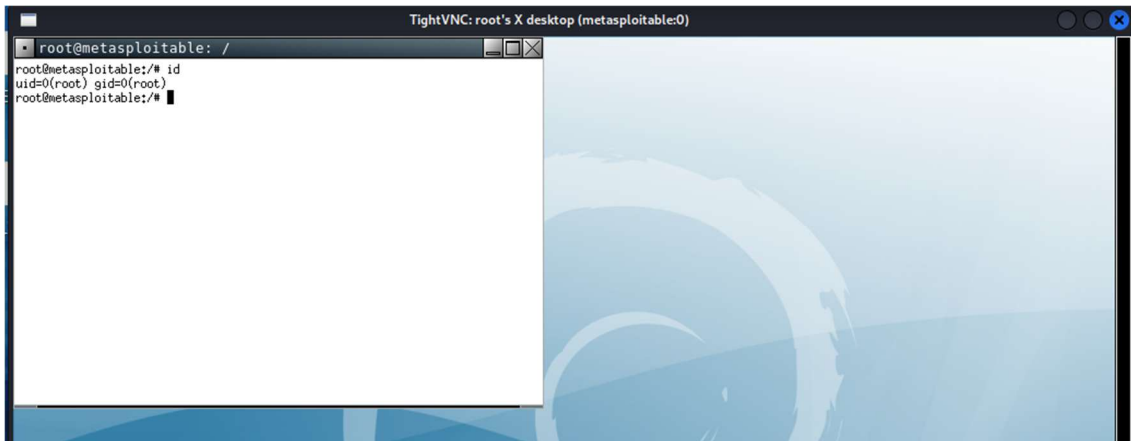 TightVNC: root's X desktop (metasploitable:0)
root@metasploitable: /
root@metasploitable:/# id
uid=0(root) gid=0(root)
root@metasploitable:/#